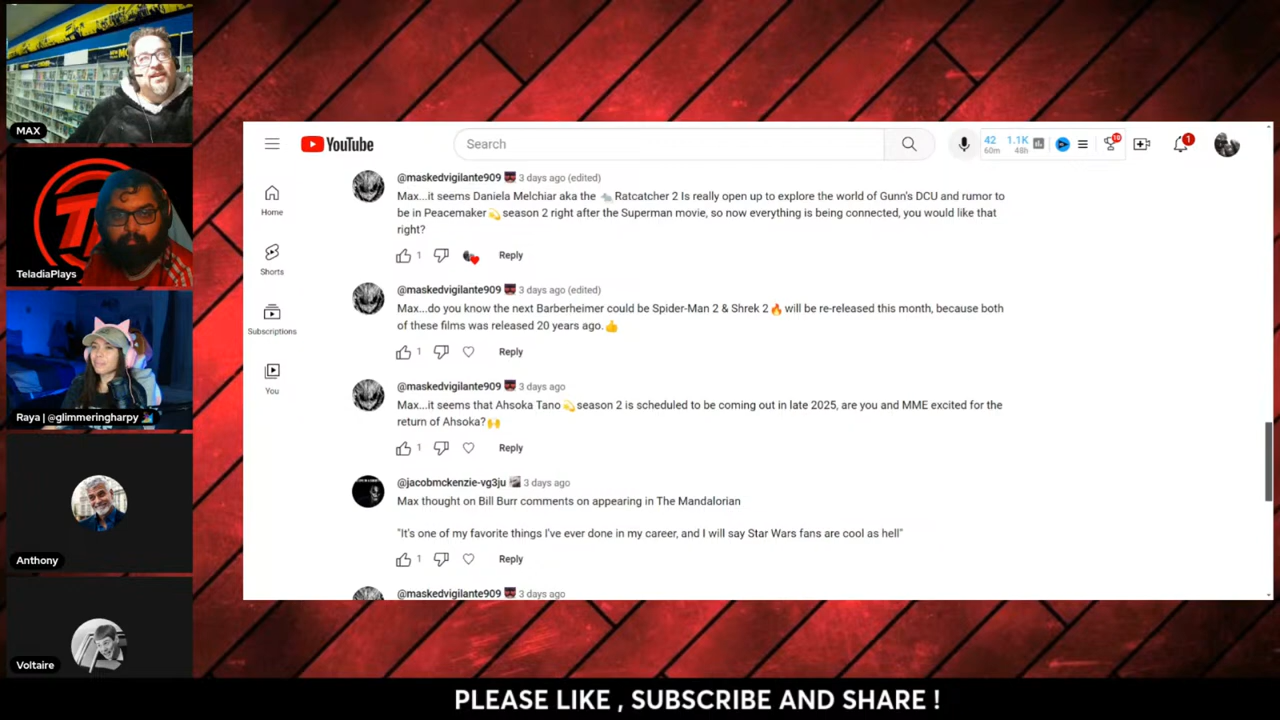 MAX
TeladiaPlays
Raya | @glimmeringharpy
Anthony
Voltaire
YouTube
Search
42
60m
1.1K
48h
10
1
Home
Shorts
Subscriptions
You
@maskedvigilante909 3 days ago (edited)
Max...it seems Daniela Melchiar aka the 🐀 Ratcatcher 2 Is really open up to explore the world of Gunn's DCU and rumor to
be in Peacemaker💫season 2 right after the Superman movie, so now everything is being connected, you would like that
right?
1 Reply
@maskedvigilante909 3 days ago (edited)
Max...do you know the next Barberheimer could be Spider-Man 2 & Shrek 2🔥will be re-released this month, because both
of these films was released 20 years ago.👍
1 Reply
@maskedvigilante909 3 days ago
Max...it seems that Ahsoka Tano💫season 2 is scheduled to be coming out in late 2025, are you and MME excited for the
return of Ahsoka?🙌
1 Reply
@jacobmckenzie-vg3ju 3 days ago
Max thought on Bill Burr comments on appearing in The Mandalorian
"It's one of my favorite things I've ever done in my career, and I will say Star Wars fans are cool as hell"
1 Reply
@maskedvigilante909 3 days ago
PLEASE LIKE , SUBSCRIBE AND SHARE !